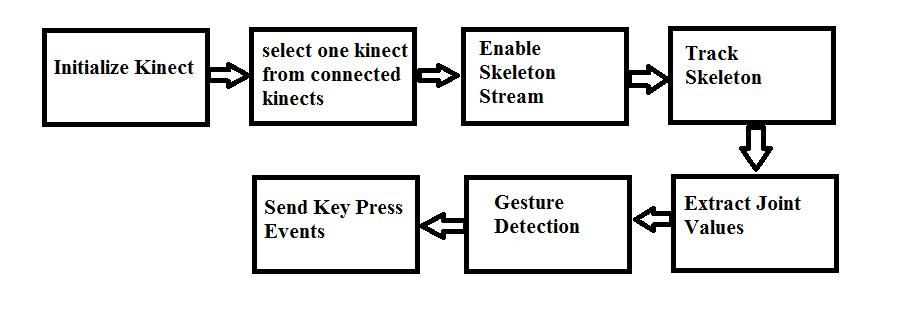 Initialize Kinect
select one kinect
from connected
kinects
Enable
Skeleton
Stream
Track
Skeleton
Extract Joint
Values
Gesture
Detection
Send Key Press
Events